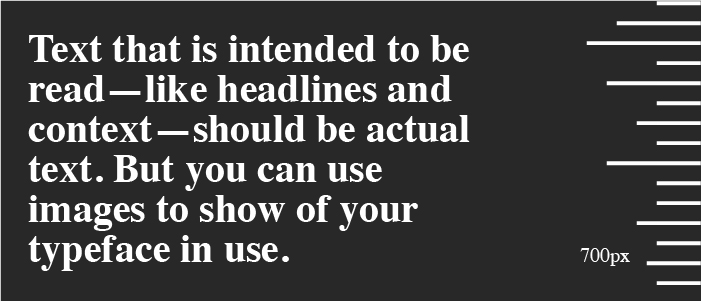 Text that is intended to be
read—like headlines and
context—should be actual
text. But you can use
images to show of your
typeface in use.
700px